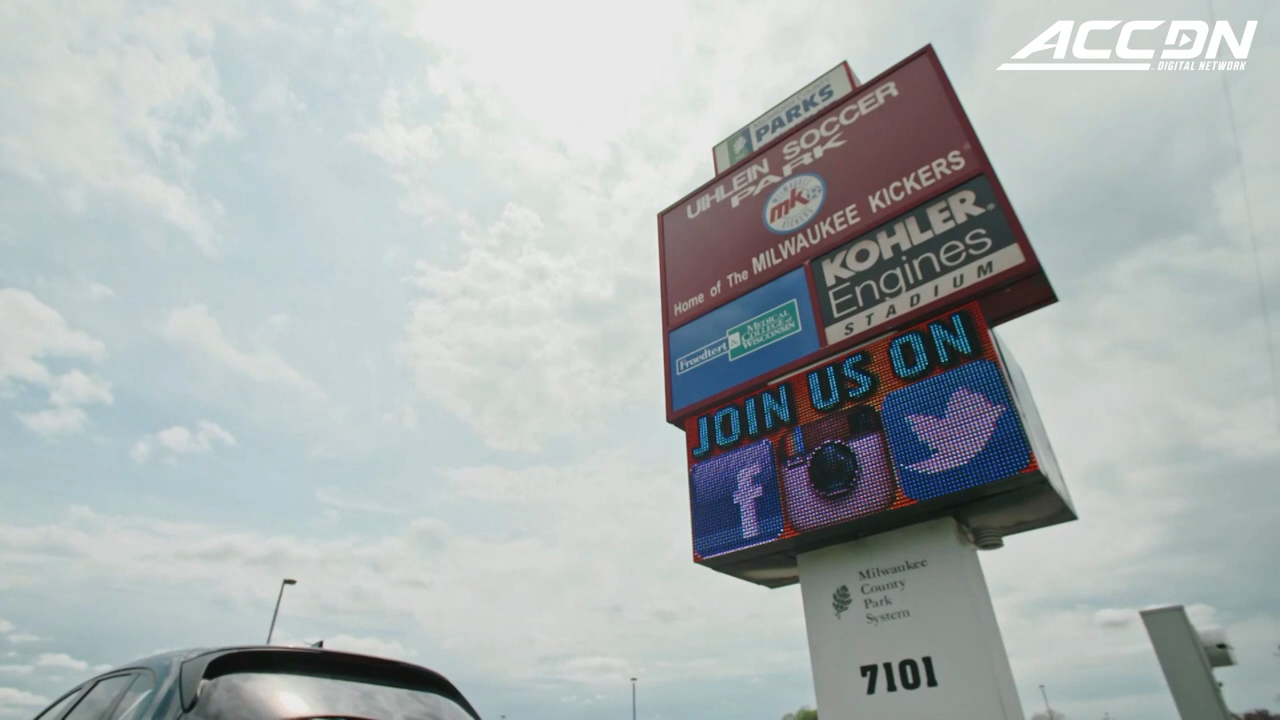 ACCDN
DIGITAL NETWORK
PARKS
UIHLEIN SOCCER
PARK
mk
Home of The MILWAUKEE KICKERS
KOHLER
Engines
STADIUM
Froedtert & MEDICAL
COLLEGE of
WISCONSIN
JOIN US ON
f
Milwaukee
County
Park
System
7101